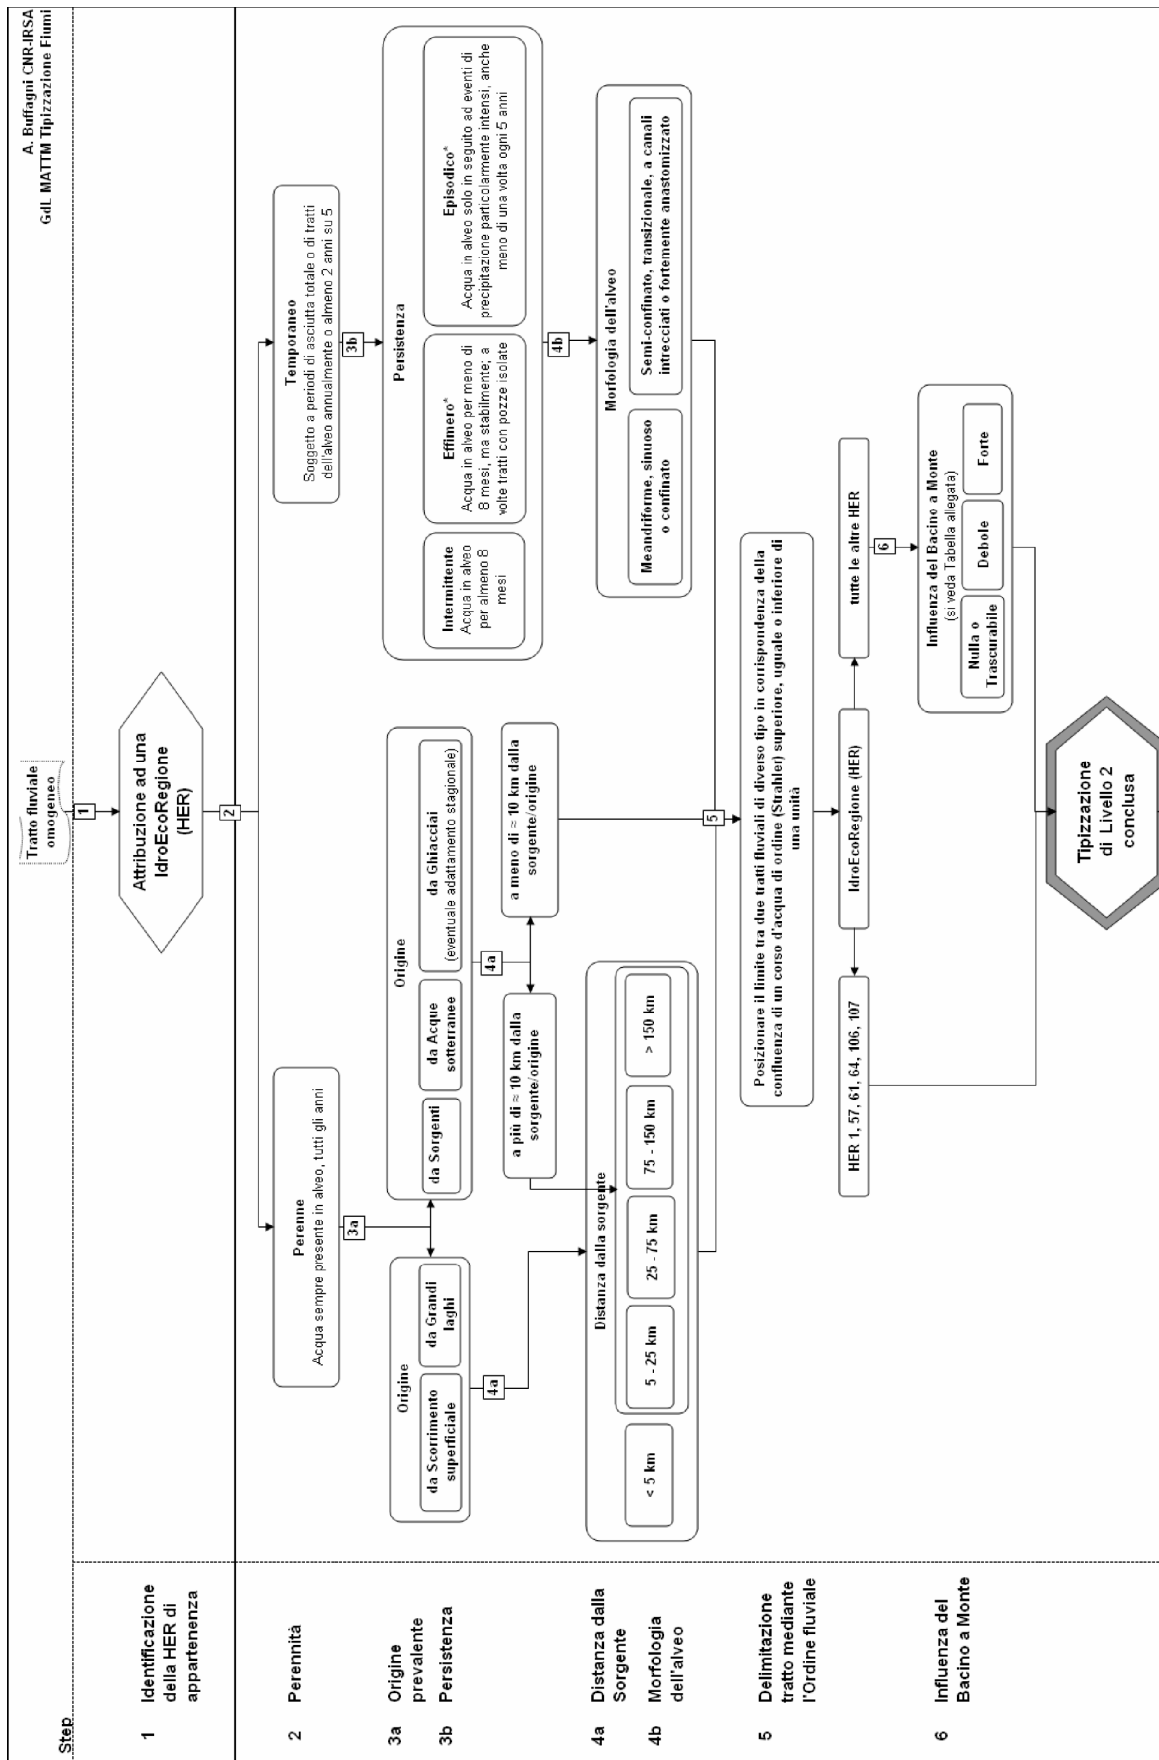 A. Buffagni CNR-IRSA
GdL MATTM Tipizzazione Fiumi
Step
Tratto fluviale
omogeneo
1
1 Identificazione
della HER di
appartenenza
Attribuzione ad una
IdroEcoRegione
(HER)
2
2 Perennità
Perenne
Acqua sempre presente in alveo, tutti gli anni
Temporaneo
Soggetto a periodi di asciutta totale o di tratti
dell'alveo annualmente o almeno 2 anni su 5
3a
3b
3a Origine
prevalente
3b Persistenza
Origine
da Scorrimento
superficiale
da Grandi
laghi
Origine
da Sorgenti
da Acque
sotterranee
da Ghiacciai
(eventuale adattamento stagionale)
Persistenza
Intermittente
Acqua in alveo
per almeno 8
mesi
Effimero*
Acqua in alveo per meno di
8 mesi, ma stabilmente; a
volte tratti con pozze isolate
Episodico*
Acqua in alveo solo in seguito ad eventi di
precipitazione particolarmente intensi, anche
meno di una volta ogni 5 anni
4a
4a
4b
a più di ≈ 10 km dalla
sorgente/origine
a meno di ≈ 10 km dalla
sorgente/origine
4a Distanza dalla
Sorgente
4b Morfologia
dell'alveo
Distanza dalla sorgente
< 5 km
5 - 25 km
25 - 75 km
75 - 150 km
> 150 km
Morfologia dell'alveo
Meandriforme, sinuoso
o confinato
Semi-confinato, transizionale, a canali
intrecciati o fortemente anastomizzato
5
5 Delimitazione
tratto mediante
l'Ordine fluviale
Posizionare il limite tra due tratti fluviali di diverso tipo in corrispondenza della
confluenza di un corso d'acqua di ordine (Strahler) superiore, uguale o inferiore di
una unità
HER 1, 57, 61, 64, 106, 107
IdroEcoRegione (HER)
tutte le altre HER
6
6 Influenza del
Bacino a Monte
Influenza del Bacino a Monte
(si veda Tabella allegata)
Nulla o
Trascurabile
Debole
Forte
Tipizzazione
di Livello 2
conclusa